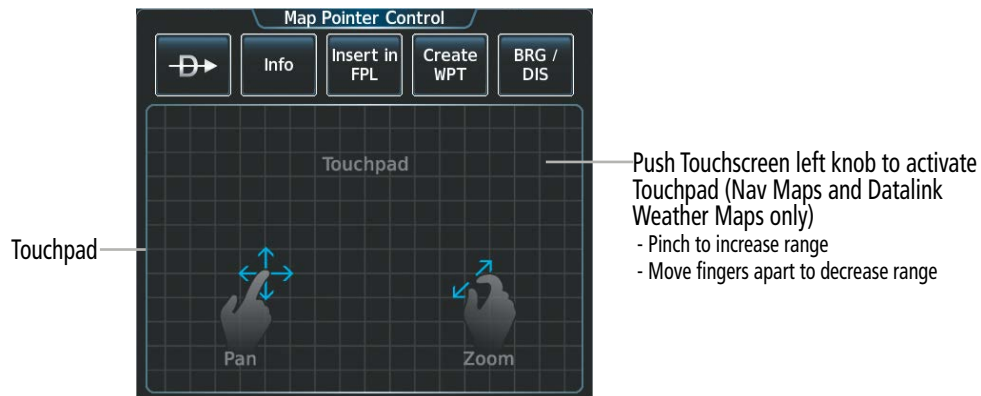 Map Pointer Control
D
Info
Insert in
FPL
Create
WPT
BRG /
DIS
Touchpad
Push Touchscreen left knob to activate
Touchpad (Nav Maps and Datalink
Weather Maps only)
- Pinch to increase range
- Move fingers apart to decrease range
Touchpad
Pan
Zoom